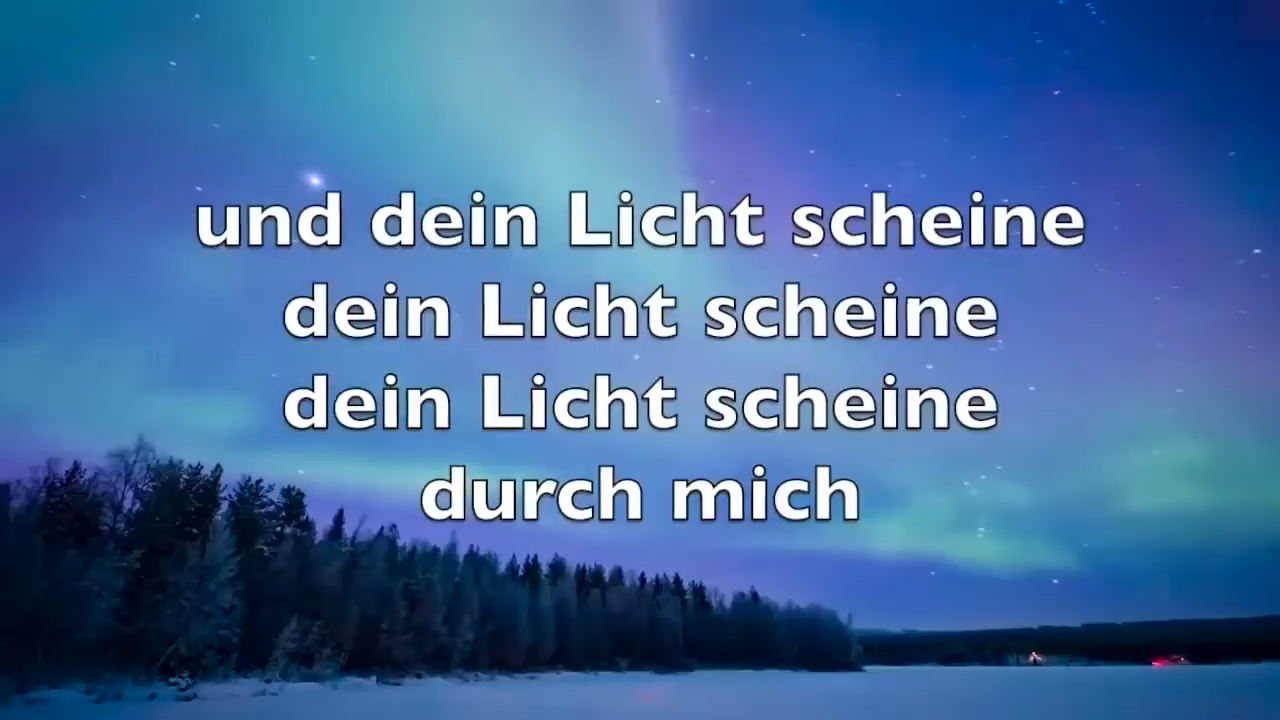 und dein Licht scheine
dein Licht scheine
dein Licht scheine
durch mich